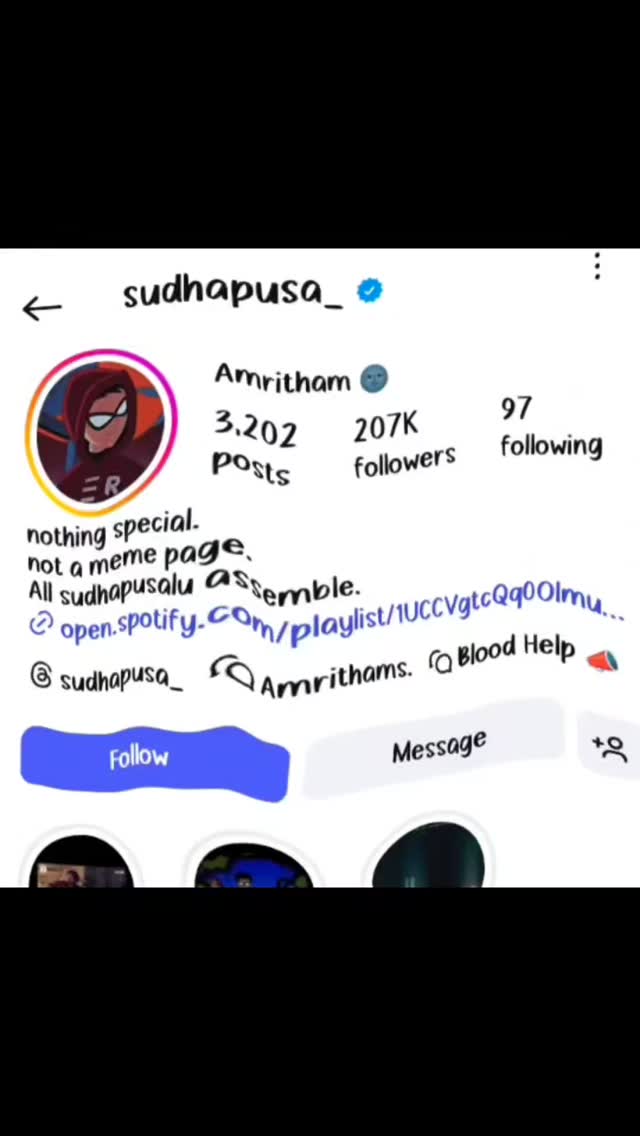 sudhapusa_
Amritham
3,202 posts
207K followers
97 following
nothing special.
not a meme page.
All sudhapusalu assemble.
open.spotify.com/playlist/1UCCVgtcQq0OlmU...
sudhapusa_ Amrithams. Blood Help
Follow Message